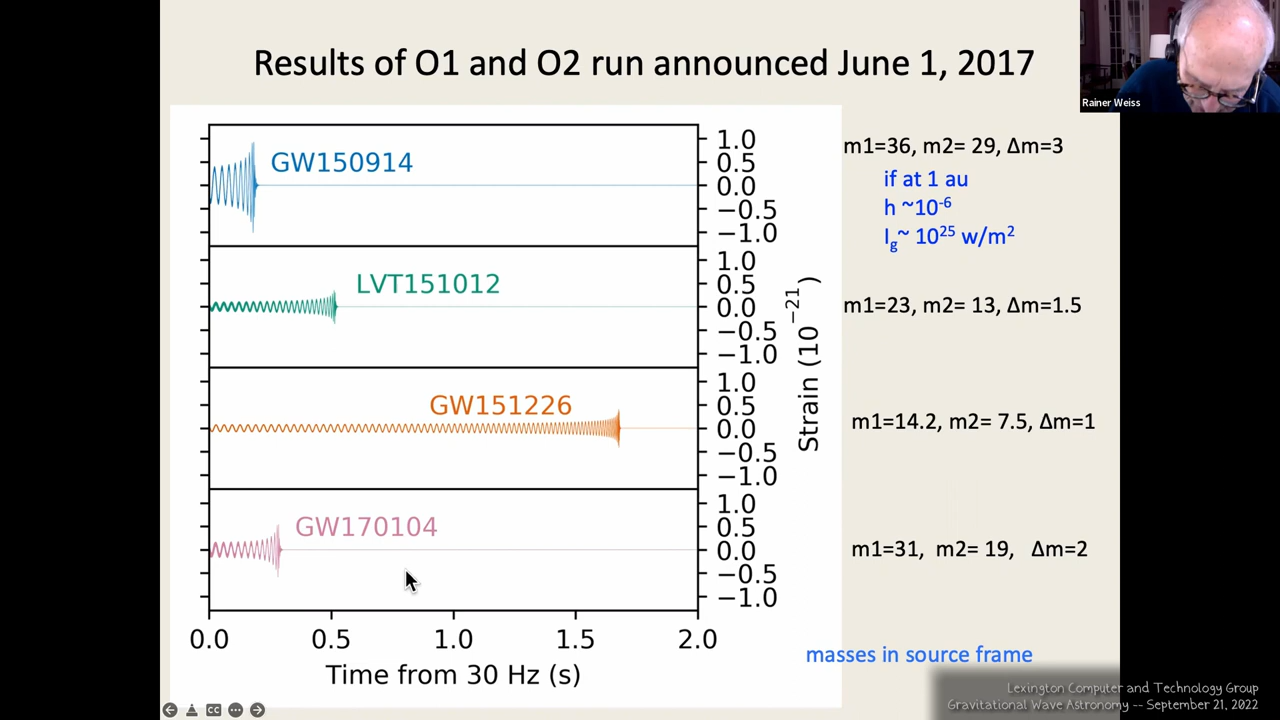 Results of O1 and O2 run announced June 1, 2017
Rainer Weiss
GW150914
1.0
0.5
0.0
−0.5
−1.0
m1=36, m2= 29, Δm=3
if at 1 au
h ~10-6
Ig~ 1025 w/m2
LVT151012
1.0
0.5
0.0
−0.5
−1.0
m1=23, m2= 13, Δm=1.5
GW151226
1.0
0.5
0.0
−0.5
−1.0
m1=14.2, m2= 7.5, Δm=1
GW170104
1.0
0.5
0.0
−0.5
−1.0
m1=31, m2= 19, Δm=2
Strain (10−21)
0.0 0.5 1.0 1.5 2.0
Time from 30 Hz (s)
masses in source frame
CC
Lexington Computer and Technology Group
Gravitational Wave Astronomy -- September 21, 2022